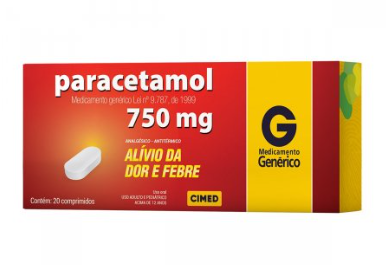 paracetamol
Medicamento genérico Lei nº 9.787, de 1999
750 mg
ANALGÉSICO - ANTITÉRMICO
ALÍVIO DA
DOR E FEBRE
Uso oral
USO ADULTO E PEDIÁTRICO
ACIMA DE 12 ANOS
Contém: 20 comprimidos
CIMED
G
Medicamento
Genérico